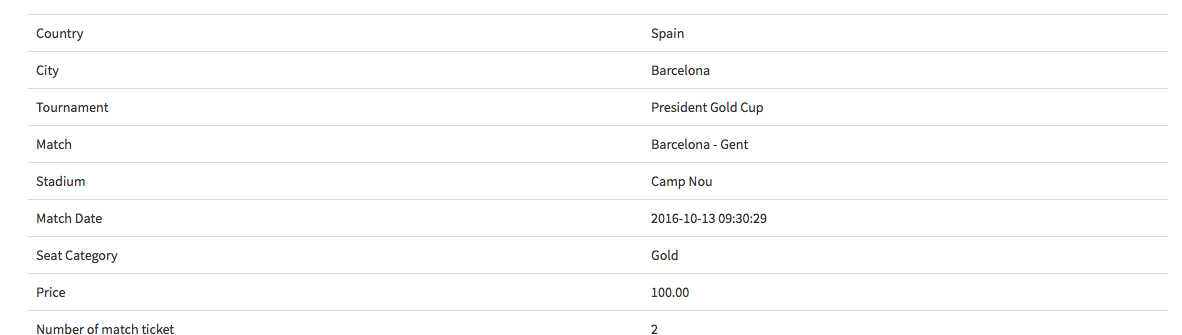 Country Spain
City Barcelona
Tournament President Gold Cup
Match Barcelona - Gent
Stadium Camp Nou
Match Date 2016-10-13 09:30:29
Seat Category Gold
Price 100.00
Number of match ticket 2